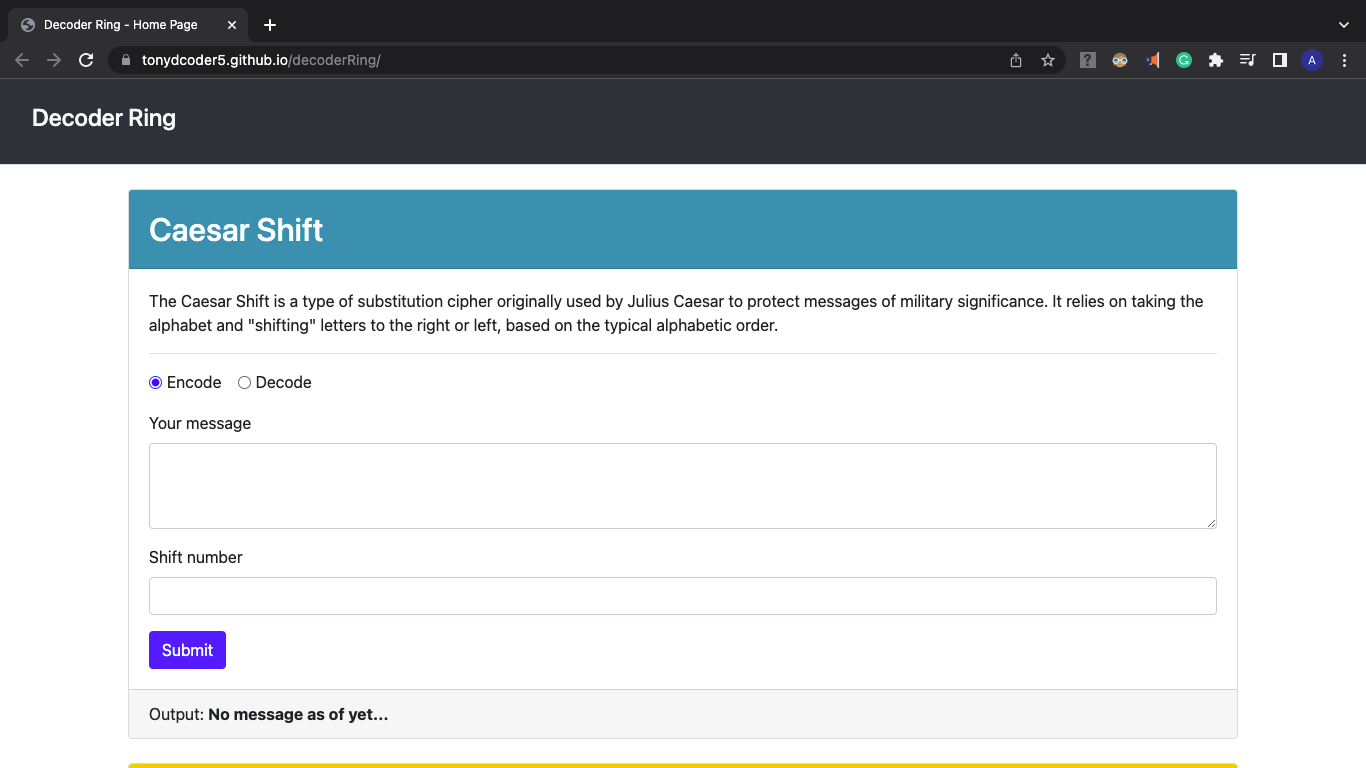 Decoder Ring - Home Page
tonydcoder5.github.io/decoderRing/
A
Decoder Ring
Caesar Shift
The Caesar Shift is a type of substitution cipher originally used by Julius Caesar to protect messages of military significance. It relies on taking the
alphabet and "shifting" letters to the right or left, based on the typical alphabetic order.
Encode Decode
Your message
Shift number
Submit
Output: No message as of yet...